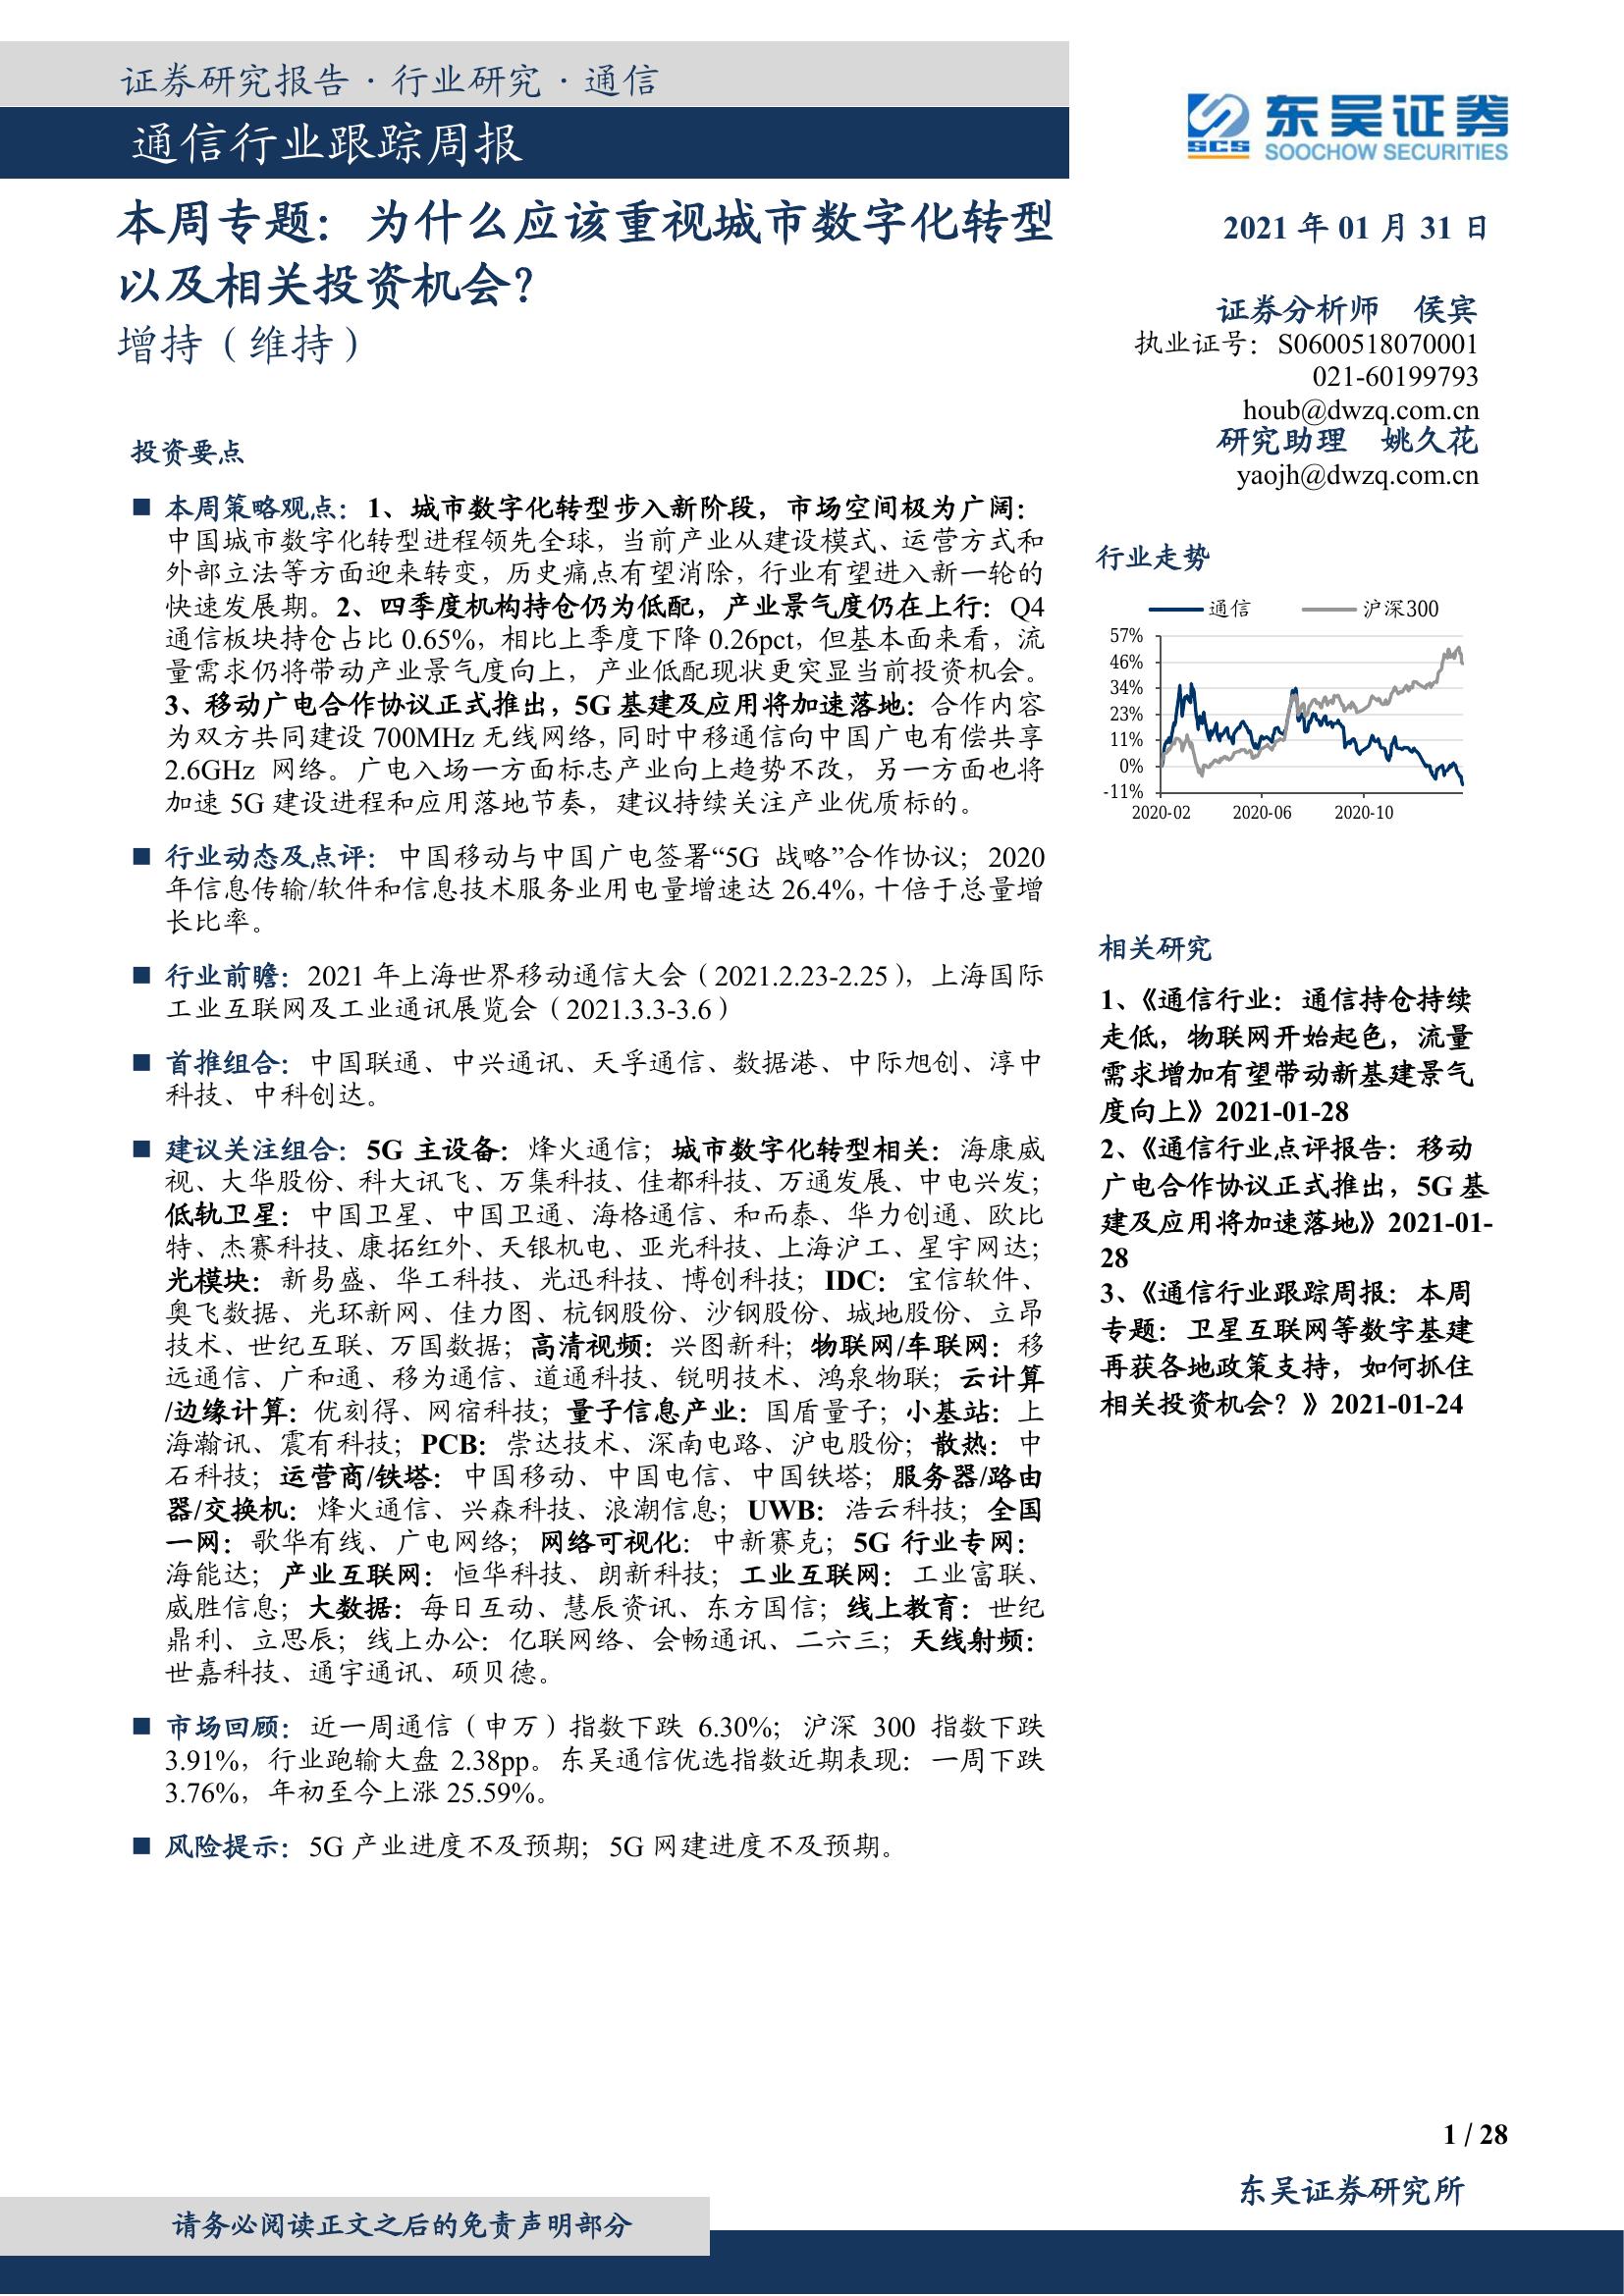 证券研究报告·行业研究·通信
通信行业跟踪周报
东吴证券
SCS
SOOCHOW SECURITIES
本周专题：为什么应该重视城市数字化转型
以及相关投资机会？
增持（维持）
2021 年 01 月 31 日
证券分析师 侯宾
执业证号：S0600518070001
021-60199793
houb@dwzq.com.cn
研究助理 姚久花
yaojh@dwzq.com.cn
投资要点
■ 本周策略观点：1、城市数字化转型步入新阶段，市场空间极为广阔：
中国城市数字化转型进程领先全球，当前产业从建设模式、运营方式和
外部立法等方面迎来转变，历史痛点有望消除，行业有望进入新一轮的
快速发展期。2、四季度机构持仓仍为低配，产业景气度仍在上行：Q4
通信板块持仓占比 0.65%，相比上季度下降 0.26pct，但基本面来看，流
量需求仍将带动产业景气度向上，产业低配现状更突显当前投资机会。
3、移动广电合作协议正式推出，5G 基建及应用将加速落地：合作内容
为双方共同建设 700MHz 无线网络，同时中移通信向中国广电有偿共享
2.6GHz 网络。广电入场一方面标志产业向上趋势不改，另一方面也将
加速 5G 建设进程和应用落地节奏，建议持续关注产业优质标的。
■ 行业动态及点评：中国移动与中国广电签署“5G 战略”合作协议；2020
年信息传输/软件和信息技术服务业用电量增速达 26.4%，十倍于总量增
长比率。
■ 行业前瞻：2021 年上海世界移动通信大会（2021.2.23-2.25），上海国际
工业互联网及工业通讯展览会（2021.3.3-3.6）
■ 首推组合：中国联通、中兴通讯、天孚通信、数据港、中际旭创、淳中
科技、中科创达。
■ 建议关注组合：5G 主设备：烽火通信；城市数字化转型相关：海康威
视、大华股份、科大讯飞、万集科技、佳都科技、万通发展、中电兴发；
低轨卫星：中国卫星、中国卫通、海格通信、和而泰、华力创通、欧比
特、杰赛科技、康拓红外、天银机电、亚光科技、上海沪工、星宇网达；
光模块：新易盛、华工科技、光迅科技、博创科技；IDC：宝信软件、
奥飞数据、光环新网、佳力图、杭钢股份、沙钢股份、城地股份、立昂
技术、世纪互联、万国数据；高清视频：兴图新科；物联网/车联网：移
远通信、广和通、移为通信、道通科技、锐明技术、鸿泉物联；云计算
/边缘计算：优刻得、网宿科技；量子信息产业：国盾量子；小基站：上
海瀚讯、震有科技；PCB：崇达技术、深南电路、沪电股份；散热：中
石科技；运营商/铁塔：中国移动、中国电信、中国铁塔；服务器/路由
器/交换机：烽火通信、兴森科技、浪潮信息；UWB：浩云科技；全国
一网：歌华有线、广电网络；网络可视化：中新赛克；5G 行业专网：
海能达；产业互联网：恒华科技、朗新科技；工业互联网：工业富联、
威胜信息；大数据：每日互动、慧辰资讯、东方国信；线上教育：世纪
鼎利、立思辰；线上办公：亿联网络、会畅通讯、二六三；天线射频：
世嘉科技、通宇通讯、硕贝德。
■ 市场回顾：近一周通信（申万）指数下跌 6.30%；沪深 300 指数下跌
3.91%，行业跑输大盘 2.38pp。东吴通信优选指数近期表现：一周下跌
3.76%，年初至今上涨 25.59%。
■ 风险提示：5G 产业进度不及预期；5G 网建进度不及预期。
行业走势
通信 沪深300
57%
46%
34%
23%
11%
0%
-11%
2020-02 2020-06 2020-10
相关研究
1、《通信行业：通信持仓持续
走低，物联网开始起色，流量
需求增加有望带动新基建景气
度向上》2021-01-28
2、《通信行业点评报告：移动
广电合作协议正式推出，5G 基
建及应用将加速落地》2021-01-
28
3、《通信行业跟踪周报：本周
专题：卫星互联网等数字基建
再获各地政策支持，如何抓住
相关投资机会？》2021-01-24
1 / 28
东吴证券研究所
请务必阅读正文之后的免责声明部分